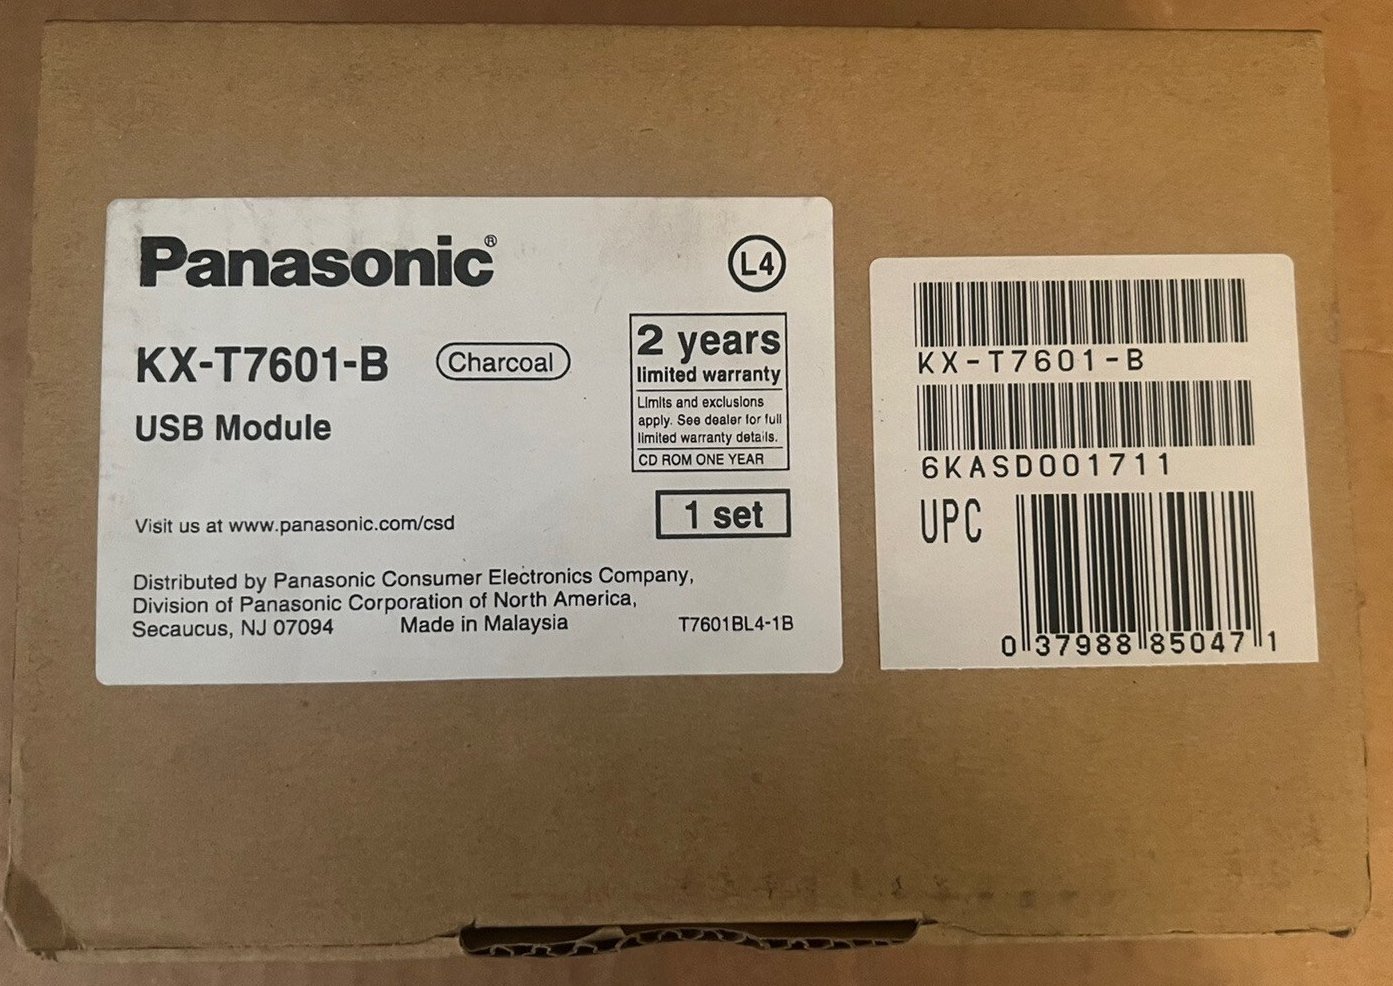 Panasonic®
L4
KX-T7601-B
Charcoal
USB Module
2 years
limited warranty
Limits and exclusions
apply. See dealer for full
limited warranty details.
CD ROM ONE YEAR
1 set
Visit us at www.panasonic.com/csd
Distributed by Panasonic Consumer Electronics Company,
Division of Panasonic Corporation of North America,
Secaucus, NJ 07094 Made in Malaysia
T7601BL4-1B
KX-T7601-B
6KASD001711
UPC
0 37988 85047 1